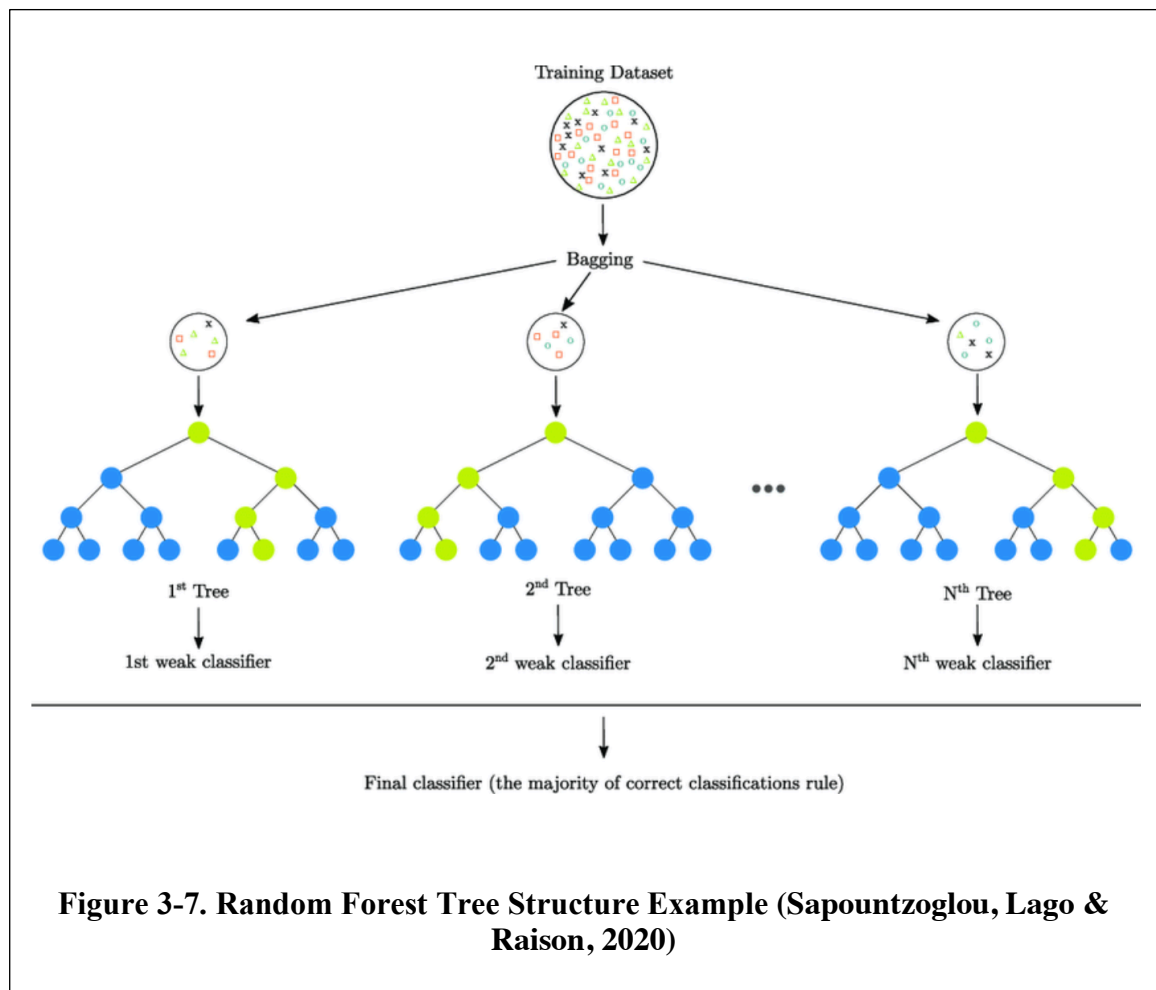 Training Dataset
Bagging
1st Tree
2nd Tree
Nth Tree
1st weak classifier
2nd weak classifier
Nth weak classifier
Final classifier (the majority of correct classifications rule)
Figure 3-7. Random Forest Tree Structure Example (Sapountzoglou, Lago &
Raison, 2020)